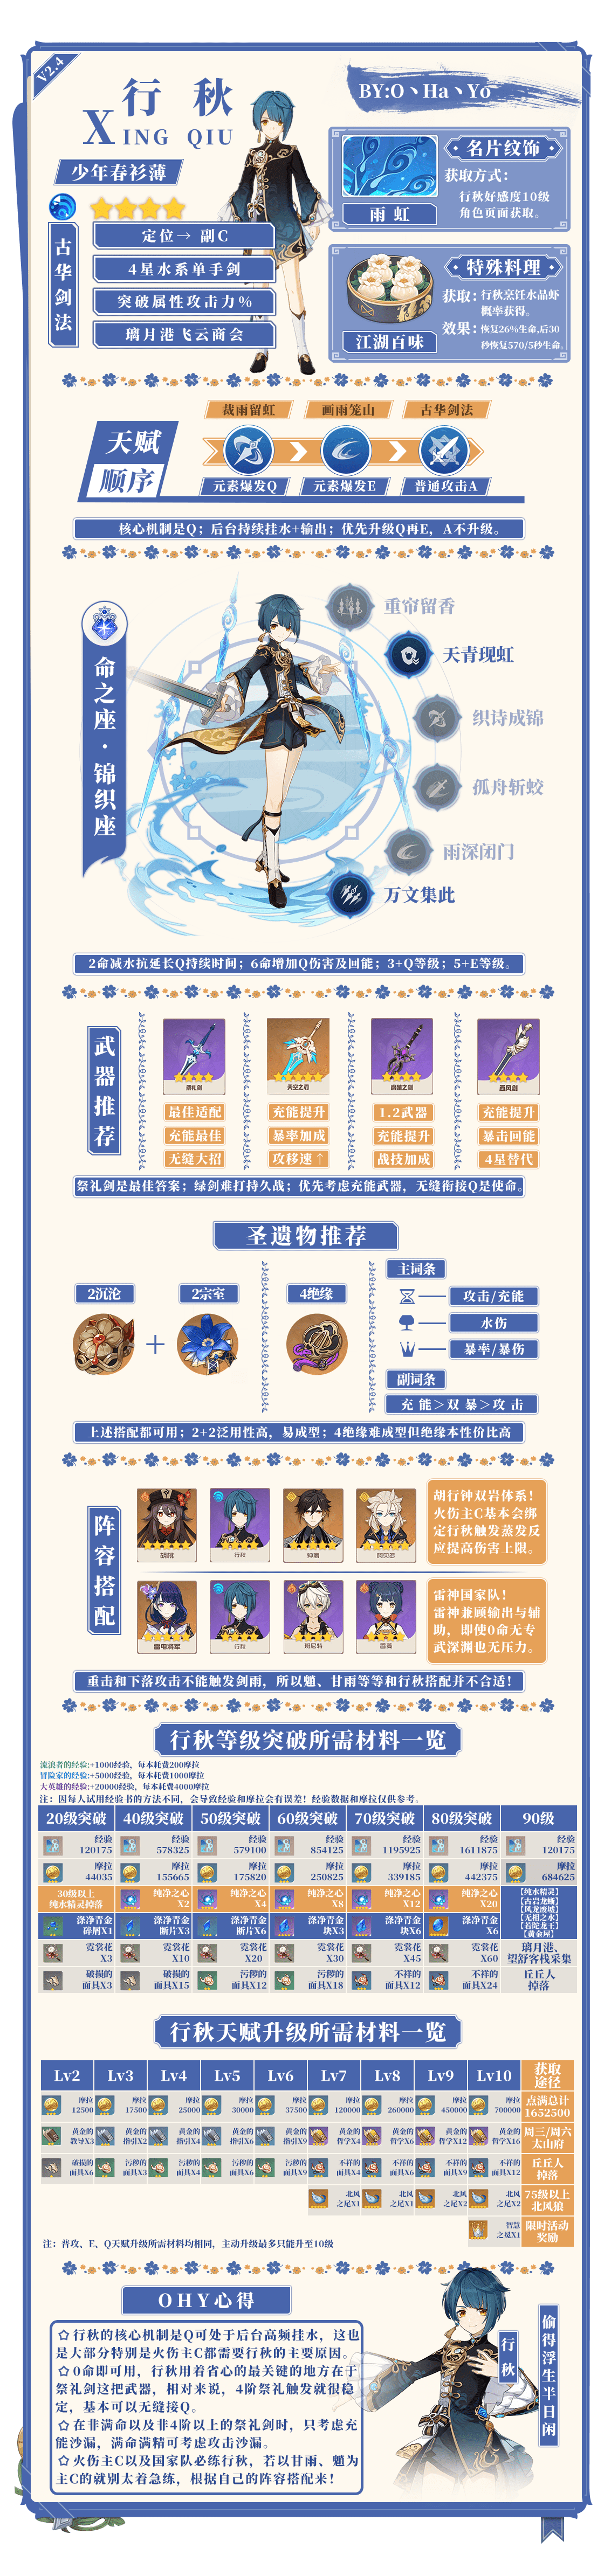 V2.4
行 秋
XING QIU
BY:O丶Ha丶Yo
少年春衫薄
古华剑法
定位→ 副C
4星水系单手剑
突破属性攻击力%
璃月港飞云商会
名片纹饰
获取方式：
行秋好感度10级
角色页面获取。
雨 虹
特殊料理
获取：行秋烹饪水晶虾
概率获得。
效果：恢复26%生命,后30
秒恢复570/5秒生命。
江湖百味
天赋
顺序
裁雨留虹
画雨笼山
古华剑法
元素爆发Q
元素爆发E
普通攻击A
核心机制是Q；后台持续挂水+输出；优先升级Q再E，A不升级。
命之座·锦织座
重帘留香
天青现虹
织诗成锦
孤舟斩蛟
雨深闭门
万文集此
2命减水抗延长Q持续时间；6命增加Q伤害及回能；3+Q等级；5+E等级。
武器推荐
祭礼剑
天空之刃
西风剑
最佳适配
充能最佳
无缝大招
充能提升
暴率加成
攻移速↑
1.2武器
充能提升
战技加成
充能提升
暴击回能
4星替代
祭礼剑是最佳答案；绿剑难打持久战；优先考虑充能武器，无缝衔接Q是使命。
圣遗物推荐
2沉沦
2宗室
4绝缘
主词条
攻击/充能
水伤
暴率/暴伤
副词条
充 能＞双 暴＞攻 击
上述搭配都可用；2+2泛用性高，易成型；4绝缘难成型但绝缘本性价比高
阵容搭配
胡桃
行秋
钟离
阿贝多
胡行钟双岩体系！
火伤主C基本会绑
定行秋触发蒸发反
应提高伤害上限。
雷电将军
行秋
班尼特
香菱
雷神国家队！
雷神兼顾输出与辅
助，即使0命无专
武深渊也无压力。
重击和下落攻击不能触发剑雨，所以魈、甘雨等等和行秋搭配并不合适！
行秋等级突破所需材料一览
流浪者的经验:+1000经验，每本耗费200摩拉
冒险家的经验:+5000经验，每本耗费1000摩拉
大英雄的经验:+20000经验，每本耗费4000摩拉
注：因每人试用经验书的方法不同，会导致经验和摩拉会有误差！经验数据和摩拉仅供参考。
20级突破 40级突破 50级突破 60级突破 70级突破 80级突破 90级
经验 经验 经验 经验 经验 经验 经验
120175 578325 579100 854125 1195925 1611875 120175
摩拉 摩拉 摩拉 摩拉 摩拉 摩拉 摩拉
44035 155665 175820 250825 339185 442375 684625
30级以上 纯净之心 纯净之心 纯净之心 纯净之心 纯净之心
纯水精灵掉落 X2 X4 X8 X12 X20
涤净青金 涤净青金 涤净青金 涤净青金 涤净青金 涤净青金
碎屑X1 断片X3 断片X6 块X3 块X6 X6
【纯水精灵】
【古岩龙蜥】
【风龙废墟】
【无相之水】
【若陀龙王】
【黄金屋】
霓裳花 霓裳花 霓裳花 霓裳花 霓裳花 霓裳花 璃月港、
X3 X10 X20 X30 X45 X60 望舒客栈采集
破损的 破损的 污秽的 污秽的 不祥的 不祥的 丘丘人
面具X3 面具X15 面具X12 面具X18 面具X12 面具X24 掉落
行秋天赋升级所需材料一览
Lv2 Lv3 Lv4 Lv5 Lv6 Lv7 Lv8 Lv9 Lv10 获取
途径
摩拉 摩拉 摩拉 摩拉 摩拉 摩拉 摩拉 摩拉 摩拉 点满总计
12500 17500 25000 30000 37500 120000 260000 450000 700000 1652500
黄金的 黄金的 黄金的 黄金的 黄金的 黄金的 黄金的 黄金的 黄金的 周三/周六
教导X3 指引X2 指引X4 指引X6 指引X9 哲学X4 哲学X6 哲学X12 哲学X16 太山府
破损的 污秽的 污秽的 污秽的 污秽的 不祥的 不祥的 不祥的 不祥的 丘丘人
面具X6 面具X3 面具X4 面具X6 面具X9 面具X4 面具X6 面具X9 面具X12 掉落
北风 北风 北风 北风 75级以上
之尾X1 之尾X1 之尾X2 之尾X2 北风狼
智慧 限时活动
之冕X1 奖励
注：普攻、E、Q天赋升级所需材料均相同，主动升级最多只能升至10级
OHY心得
✩行秋的核心机制是Q可处于后台高频挂水，这也
是大部分特别是火伤主C都需要行秋的主要原因。
✩0命即可用，行秋用着省心的最关键的地方在于
祭礼剑这把武器，相对来说，4阶祭礼触发就很稳
定，基本可以无缝接Q。
✩在非满命以及非4阶以上的祭礼剑时，只考虑充
能沙漏，满命满精可考虑攻击沙漏。
✩火伤主C以及国家队必练行秋，若以甘雨、魈为
主C的就别太着急练，根据自己的阵容搭配来！
行秋
偷得浮生半日闲